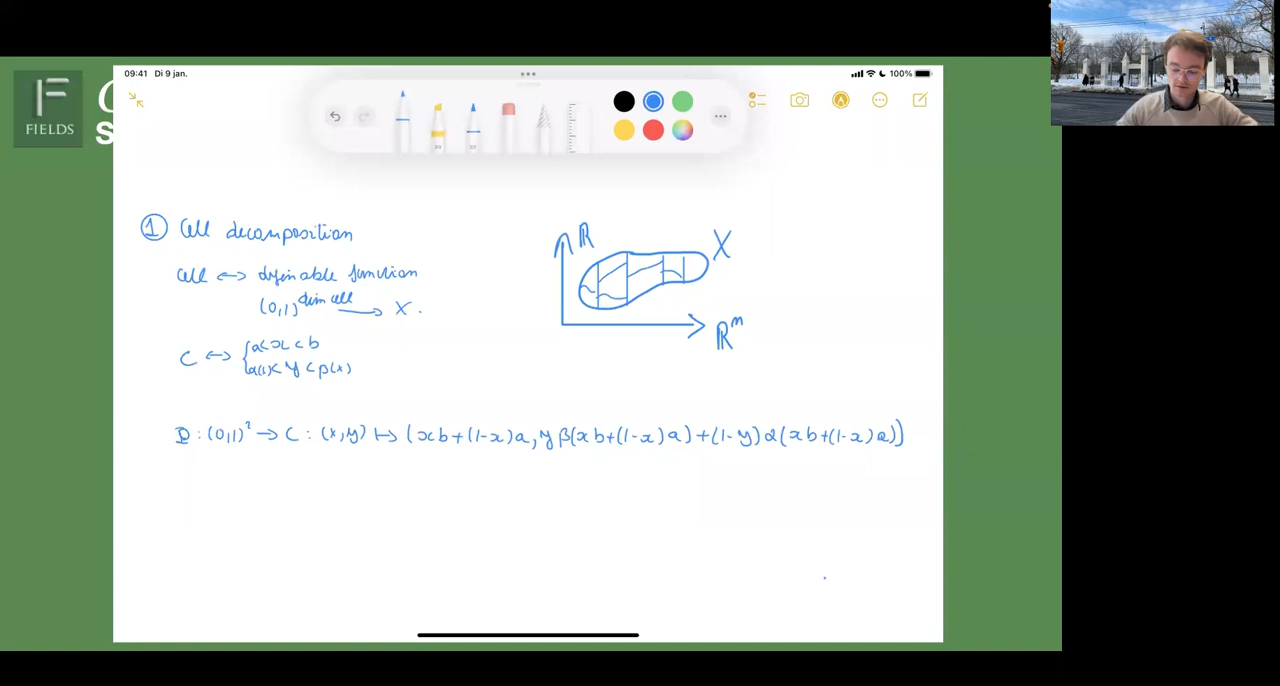 09:41 Di 9 jan.
100%
FIELDS
① Cell decomposition
Cell ↔ definable function
(0,1)^{dim cell} → X.
C ↔ { a < x < b
α(x) < y < β(x)
ℝ
X
ℝ^m
Φ : (0,1)² → C : (x,y) ↦ (xb+(1-x)a, yβ(xb+(1-x)a)+(1-y)α(xb+(1-x)a))